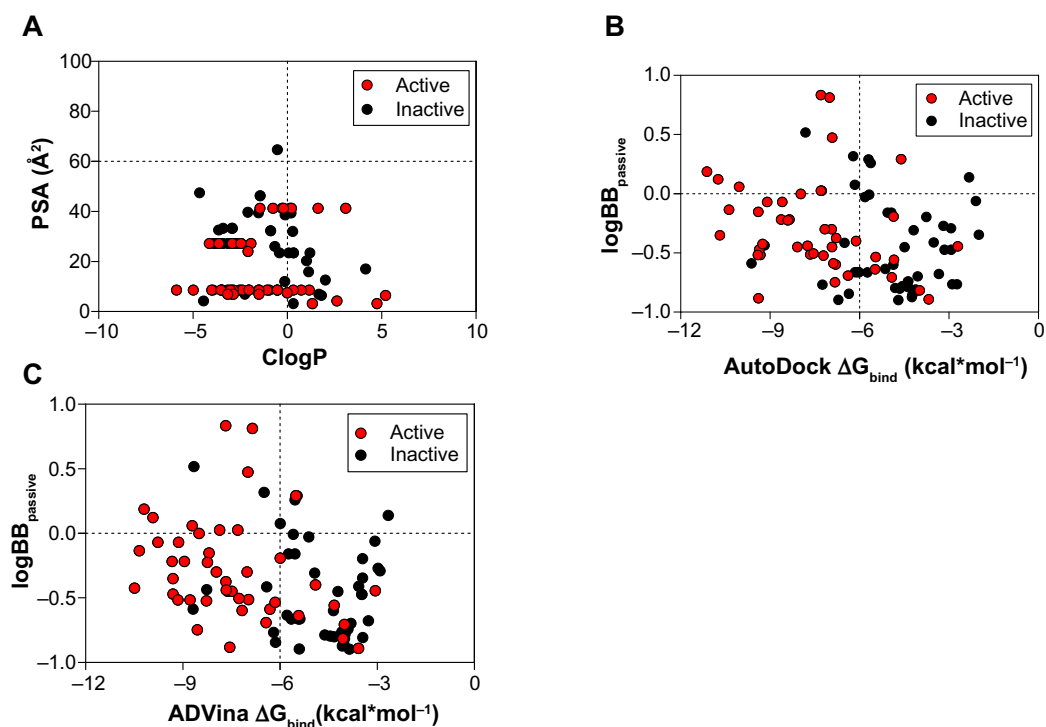 A
100
80
60
40
20
0
PSA (Å²)
Active
Inactive
–10
–5
0
5
10
ClogP
B
1.0
0.5
0.0
–0.5
–1.0
logBBpassive
Active
Inactive
–12
–9
–6
–3
0
AutoDock ΔGbind (kcal*mol⁻¹)
C
1.0
0.5
0.0
–0.5
–1.0
logBBpassive
Active
Inactive
–12
–9
–6
–3
0
ADVina ΔGbind(kcal*mol⁻¹)